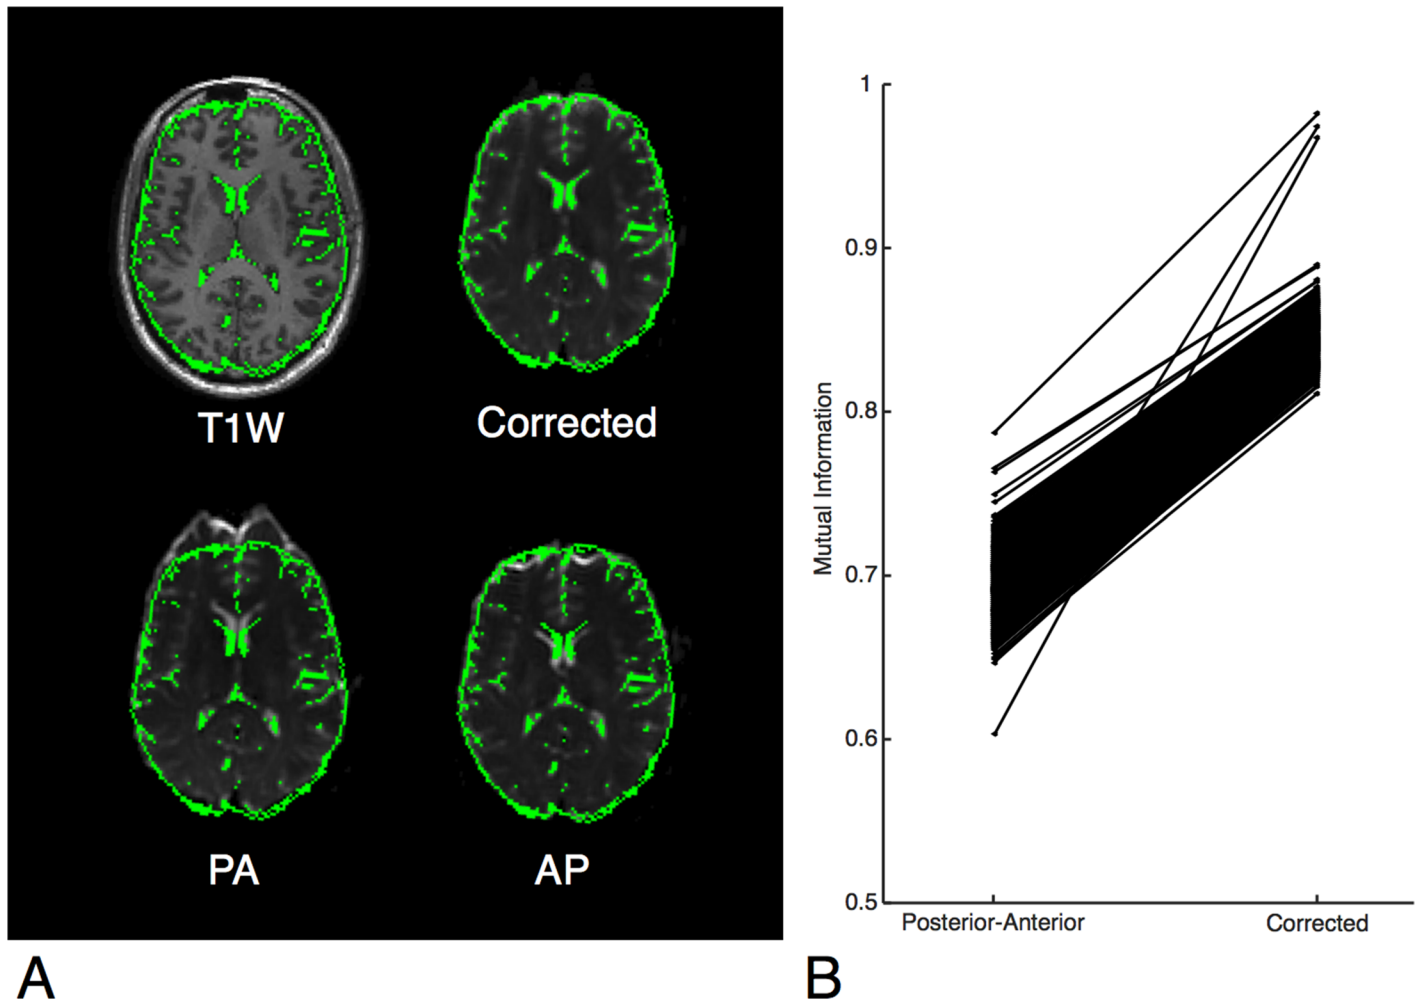 T1W
Corrected
PA
AP
A
1
0.9
0.8
0.7
0.6
0.5
Mutual Information
Posterior-Anterior
Corrected
B